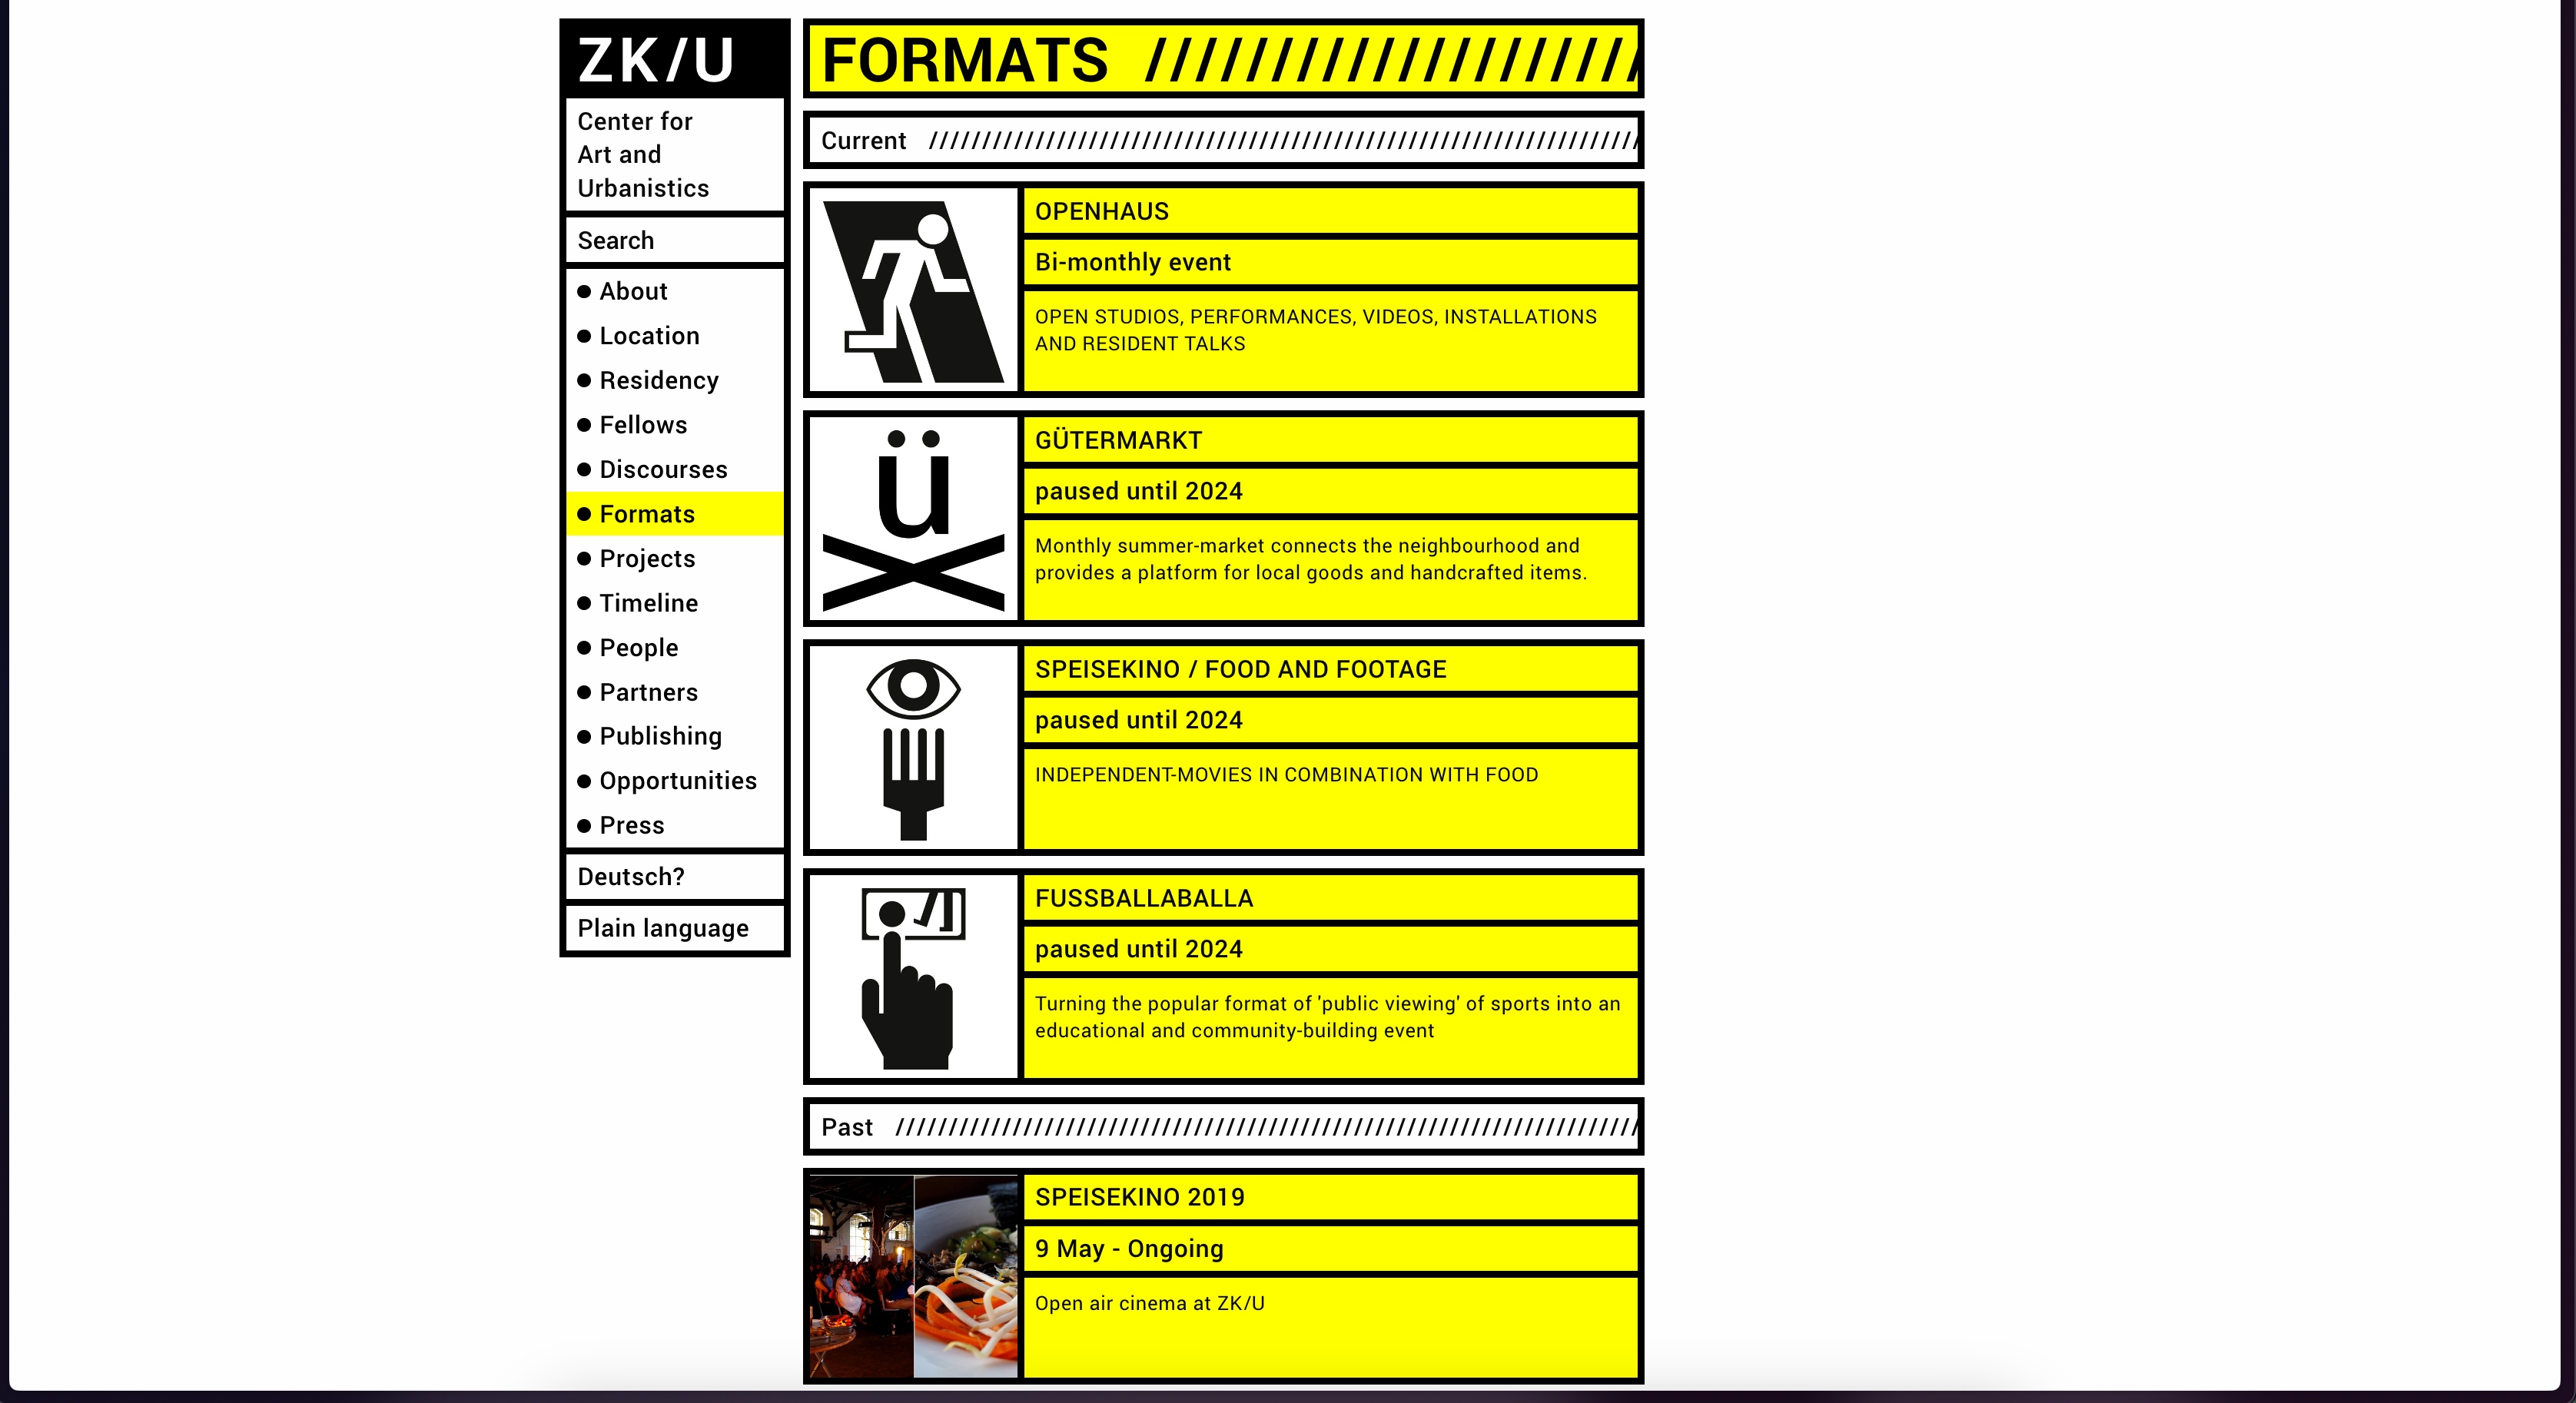 ZK/U
Center for
Art and
Urbanistics
Search
About
Location
Residency
Fellows
Discourses
Formats
Projects
Timeline
People
Partners
Publishing
Opportunities
Press
Deutsch?
Plain language
FORMATS ///////////////////
Current ////////////////////////////////////////////////////////////////////
OPENHAUS
Bi-monthly event
OPEN STUDIOS, PERFORMANCES, VIDEOS, INSTALLATIONS
AND RESIDENT TALKS
ü
GÜTERMARKT
paused until 2024
Monthly summer-market connects the neighbourhood and
provides a platform for local goods and handcrafted items.
SPEISEKINO / FOOD AND FOOTAGE
paused until 2024
INDEPENDENT-MOVIES IN COMBINATION WITH FOOD
FUSSBALLABALLA
paused until 2024
Turning the popular format of 'public viewing' of sports into an
educational and community-building event
Past ///////////////////////////////////////////////////////////////////////
SPEISEKINO 2019
9 May - Ongoing
Open air cinema at ZK/U